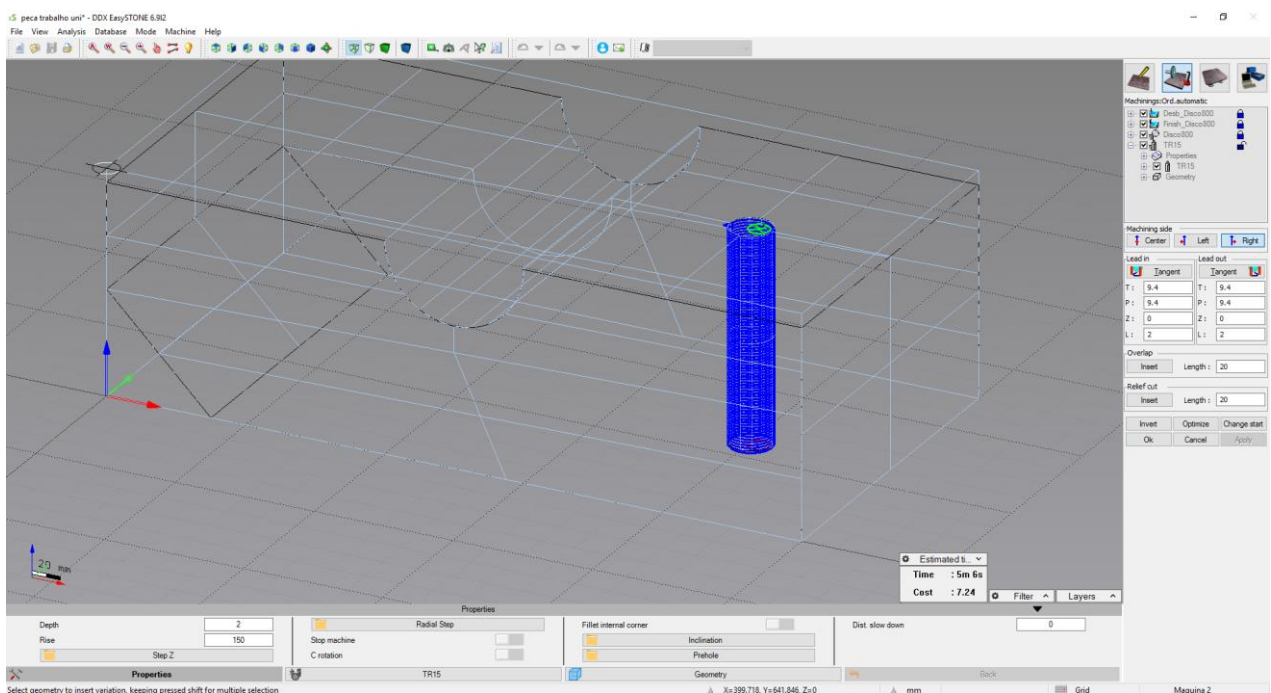 peca trabalho uni* - DDX EasySTONE 6.9I2
File View Analysis Database Mode Machine Help
Machinings:Ord.automatic
Desb_Disco800
Finish_Disco800
Disco800
TR15
Properties
TR15
Geometry
Machining side
Center Left Right
Lead in Lead out
Tangent Tangent
T : 9.4 T : 9.4
P : 9.4 P : 9.4
Z : 0 Z : 0
L : 2 L : 2
Overlap
Insert Length : 20
Relief cut
Insert Length : 20
Invert Optimize Change start
Ok Cancel Apply
20 mm
Estimated ti...
Time : 5m 6s
Cost : 7.24
Filter Layers
Properties
Depth 2 Radial Step Fillet internal corner Dist. slow down 0
Rise 150 Stop machine Inclination
Step Z C rotation Prehole
Properties TR15 Geometry Back
Select geometry to insert variation, keeping pressed shift for multiple selection X=399.718, Y=641.846, Z=0 mm Grid Maquina 2